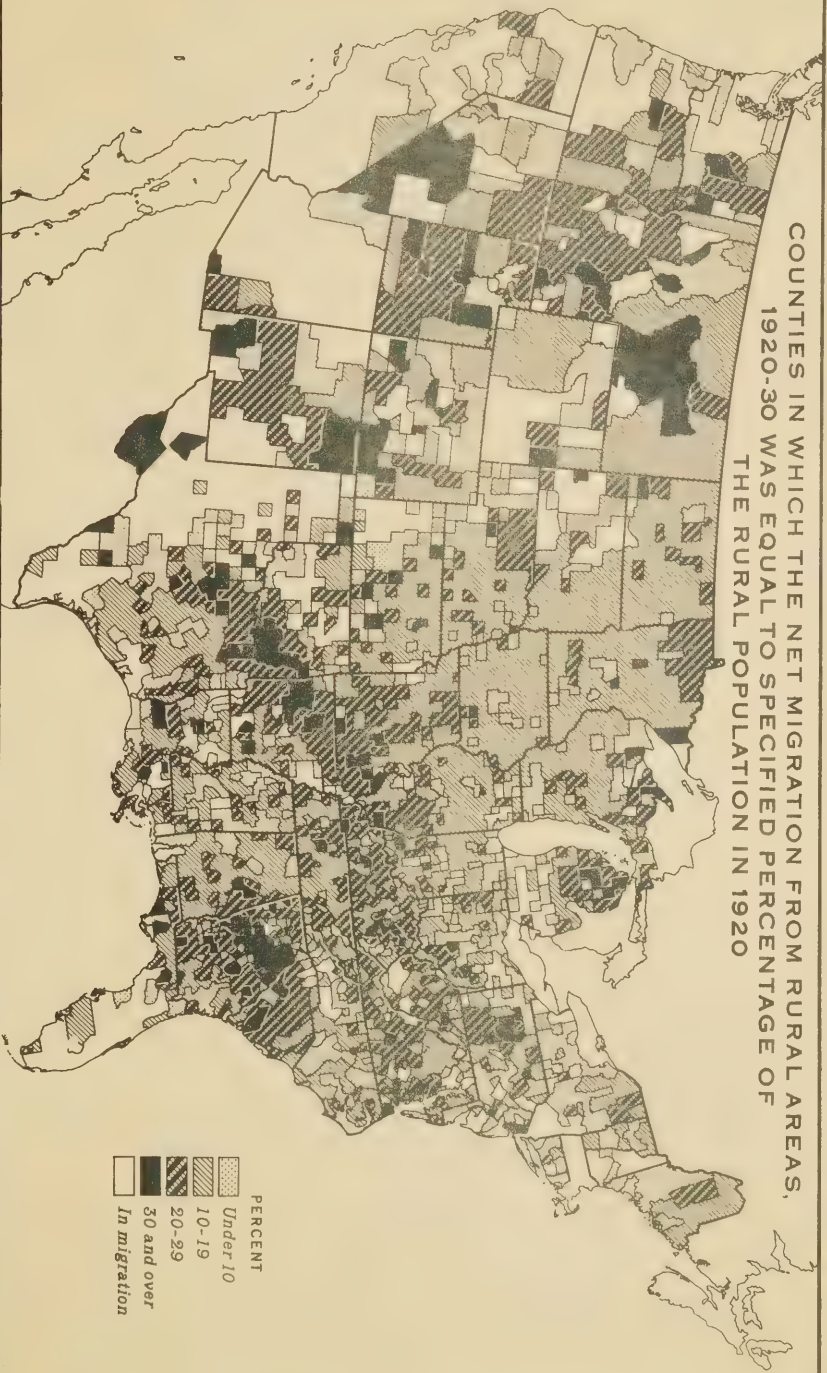 COUNTIES IN WHICH THE NET MIGRATION FROM RURAL AREAS,
1920-30 WAS EQUAL TO SPECIFIED PERCENTAGE OF
THE RURAL POPULATION IN 1920
PERCENT
Under 10
10-19
20-29
30 and over
In migration